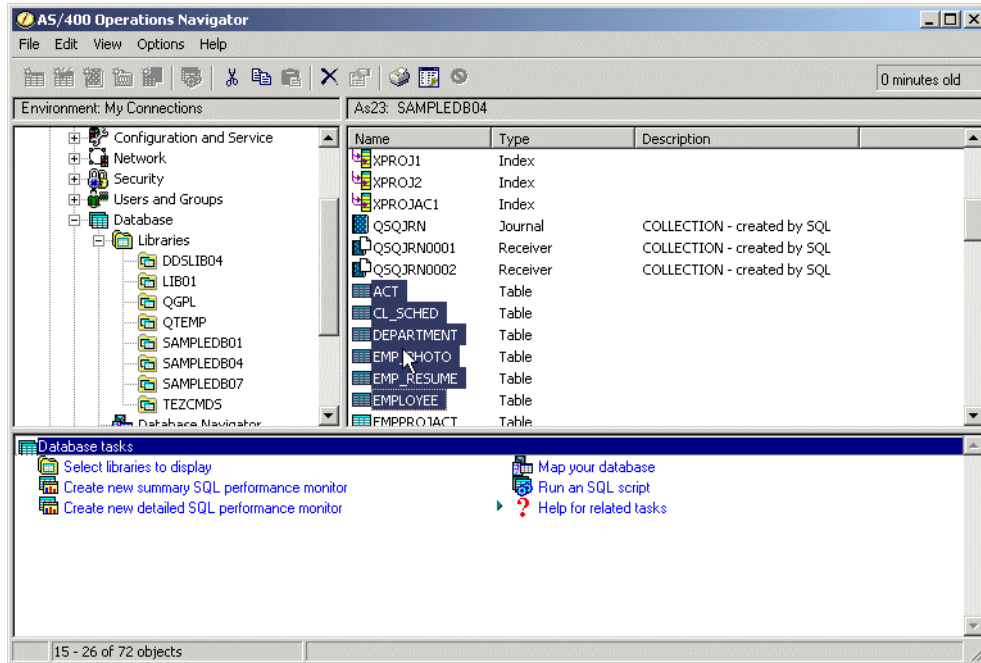 AS/400 Operations Navigator
File Edit View Options Help
0 minutes old
Environment: My Connections
As23: SAMPLEDB04
Configuration and Service
Network
Security
Users and Groups
Database
Libraries
DDSLIB04
LIB01
QGPL
QTEMP
SAMPLEDB01
SAMPLEDB04
SAMPLEDB07
TEZCMDS
Database Navigator
Name Type Description
XPROJ1 Index
XPROJ2 Index
XPROJAC1 Index
QSQJRN Journal COLLECTION - created by SQL
QSQJRN0001 Receiver COLLECTION - created by SQL
QSQJRN0002 Receiver COLLECTION - created by SQL
ACT Table
CL_SCHED Table
DEPARTMENT Table
EMP_PHOTO Table
EMP_RESUME Table
EMPLOYEE Table
EMPPROJACT Table
Database tasks
Select libraries to display
Create new summary SQL performance monitor
Create new detailed SQL performance monitor
Map your database
Run an SQL script
? Help for related tasks
15 - 26 of 72 objects